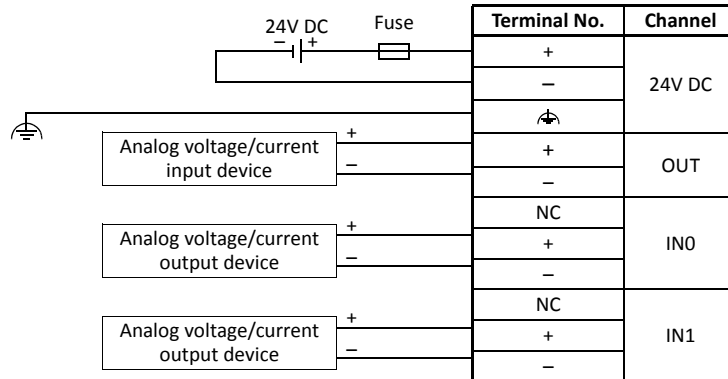 24V DC
Fuse
Terminal No.
Channel
– +
+
–
24V DC
Analog voltage/current
input device
+
–
+
–
OUT
NC
Analog voltage/current
output device
+
–
+
–
IN0
NC
Analog voltage/current
output device
+
–
+
–
IN1